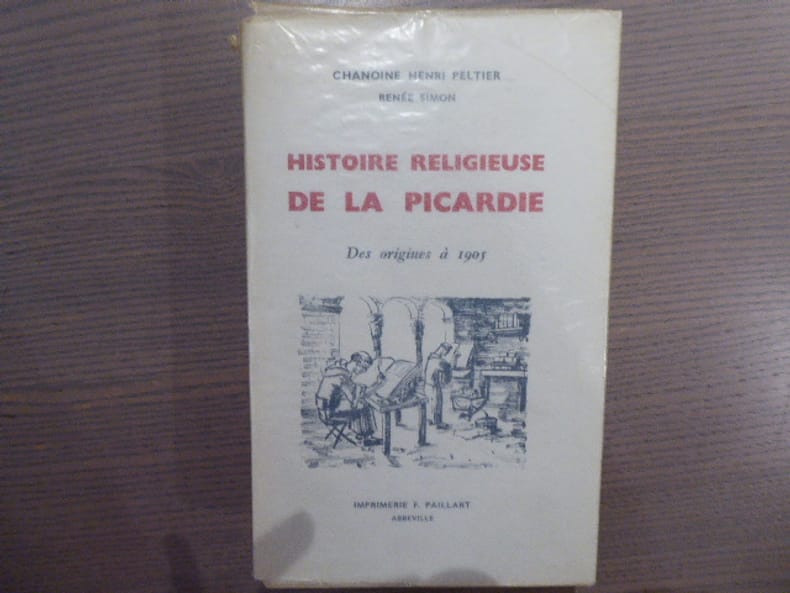 CHANOINE HENRI PELTIER
RENÉE SIMON
HISTOIRE RELIGIEUSE
DE LA PICARDIE
Des origines à 1905
IMPRIMERIE F. PAILLART
ABBEVILLE